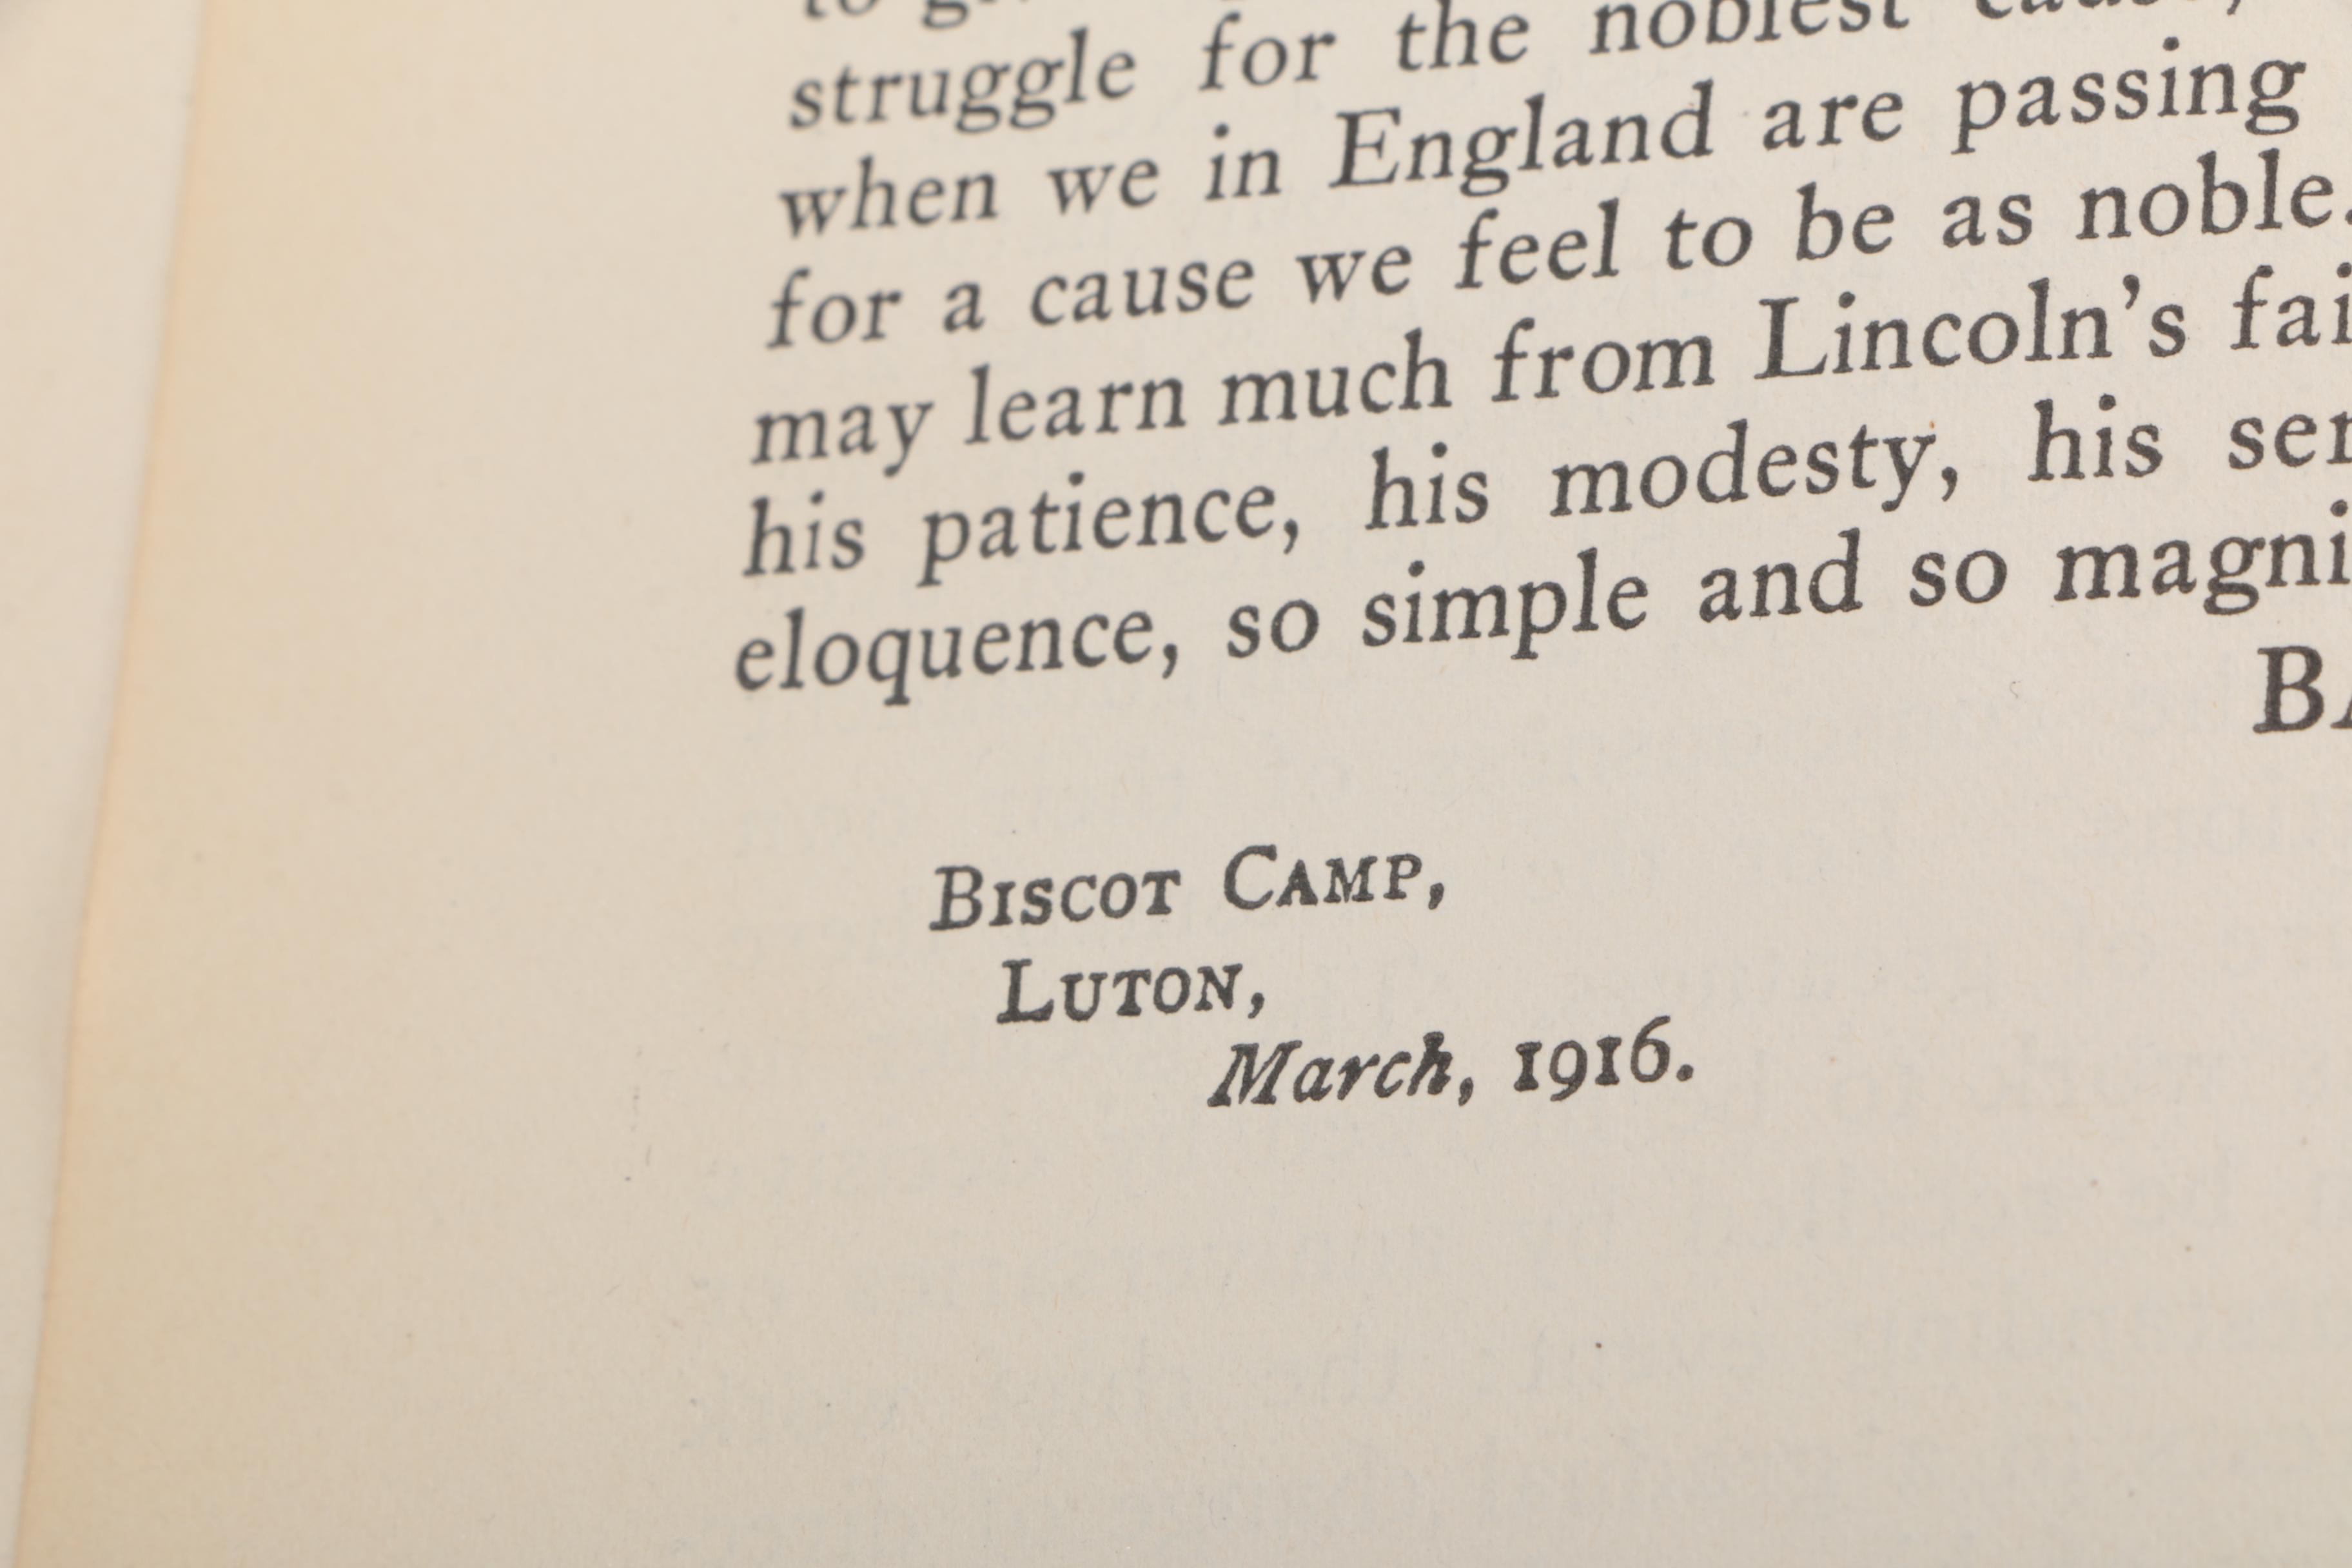 struggle for the noblest cause,
when we in England are passing
for a cause we feel to be as noble.
may learn much from Lincoln's
his patience, his modesty, his
eloquence, so simple and so
BISCOT CAMP,
LUTON,
March, 1916.